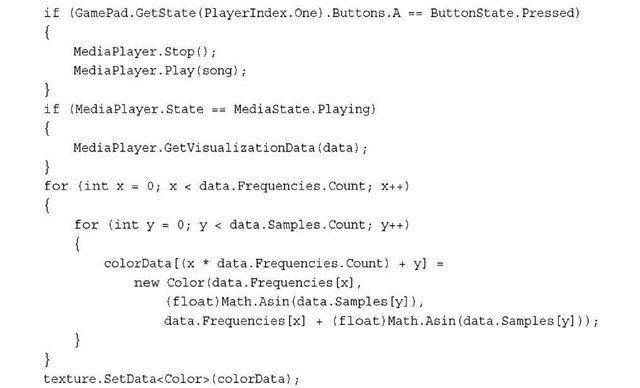 if (GamePad.GetState(PlayerIndex.One).Buttons.A == ButtonState.Pressed)
{
    MediaPlayer.Stop();
    MediaPlayer.Play(song);
}
if (MediaPlayer.State == MediaState.Playing)
{
    MediaPlayer.GetVisualizationData(data);
}
for (int x = 0; x < data.Frequencies.Count; x++)
{
    for (int y = 0; y < data.Samples.Count; y++)
    {
        colorData[(x * data.Frequencies.Count) + y] =
            new Color(data.Frequencies[x],
                (float)Math.Asin(data.Samples[y]),
                data.Frequencies[x] + (float)Math.Asin(data.Samples[y]));
    }
}
texture.SetData<Color>(colorData);